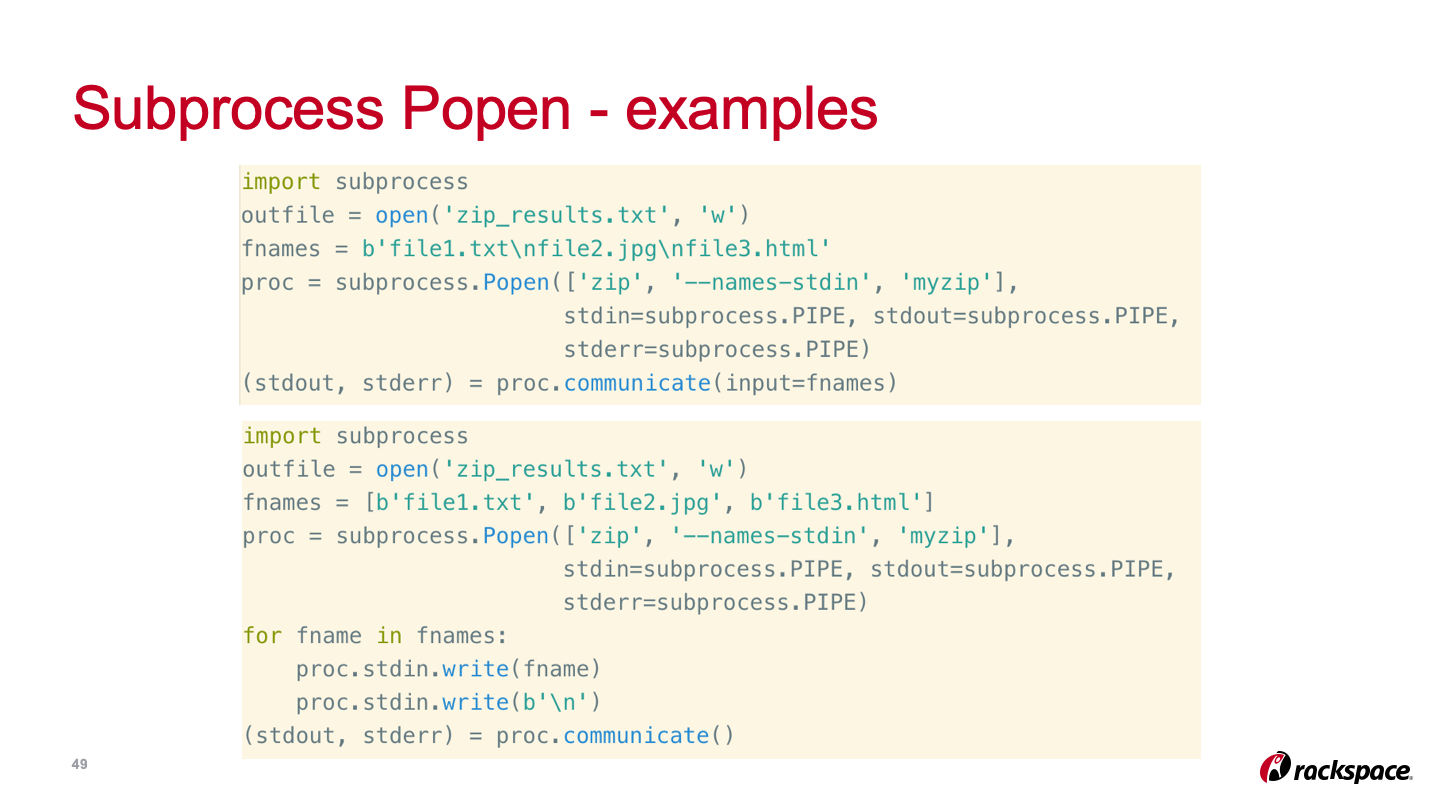 Subprocess Popen - examples
import subprocess
outfile = open('zip_results.txt', 'w')
fnames = b'file1.txt\nfile2.jpg\nfile3.html'
proc = subprocess.Popen(['zip', '--names-stdin', 'myzip'],
                        stdin=subprocess.PIPE, stdout=subprocess.PIPE,
                        stderr=subprocess.PIPE)
(stdout, stderr) = proc.communicate(input=fnames)
import subprocess
outfile = open('zip_results.txt', 'w')
fnames = [b'file1.txt', b'file2.jpg', b'file3.html']
proc = subprocess.Popen(['zip', '--names-stdin', 'myzip'],
                        stdin=subprocess.PIPE, stdout=subprocess.PIPE,
                        stderr=subprocess.PIPE)
for fname in fnames:
    proc.stdin.write(fname)
    proc.stdin.write(b'\n')
(stdout, stderr) = proc.communicate()
49
rackspace.